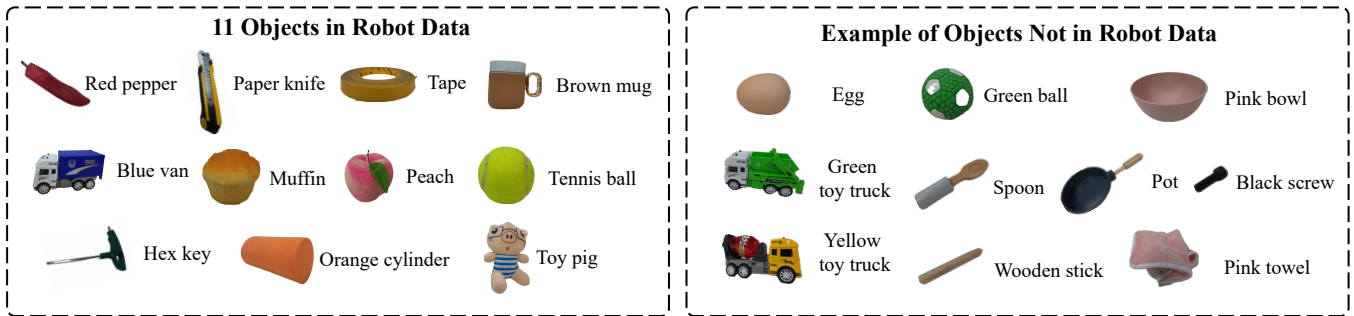 11 Objects in Robot Data
Red pepper
Paper knife
Tape
Brown mug
Blue van
Muffin
Peach
Tennis ball
Hex key
Orange cylinder
Toy pig
Example of Objects Not in Robot Data
Egg
Green ball
Pink bowl
Green
toy truck
Spoon
Pot
Black screw
Yellow
toy truck
Wooden stick
Pink towel